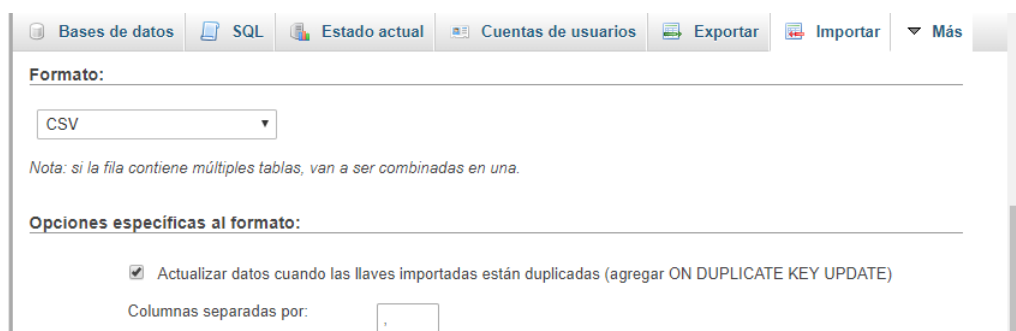 Bases de datos SQL Estado actual Cuentas de usuarios Exportar Importar Más
Formato:
CSV
Nota: si la fila contiene múltiples tablas, van a ser combinadas en una.
Opciones específicas al formato:
Actualizar datos cuando las llaves importadas están duplicadas (agregar ON DUPLICATE KEY UPDATE)
Columnas separadas por: ,